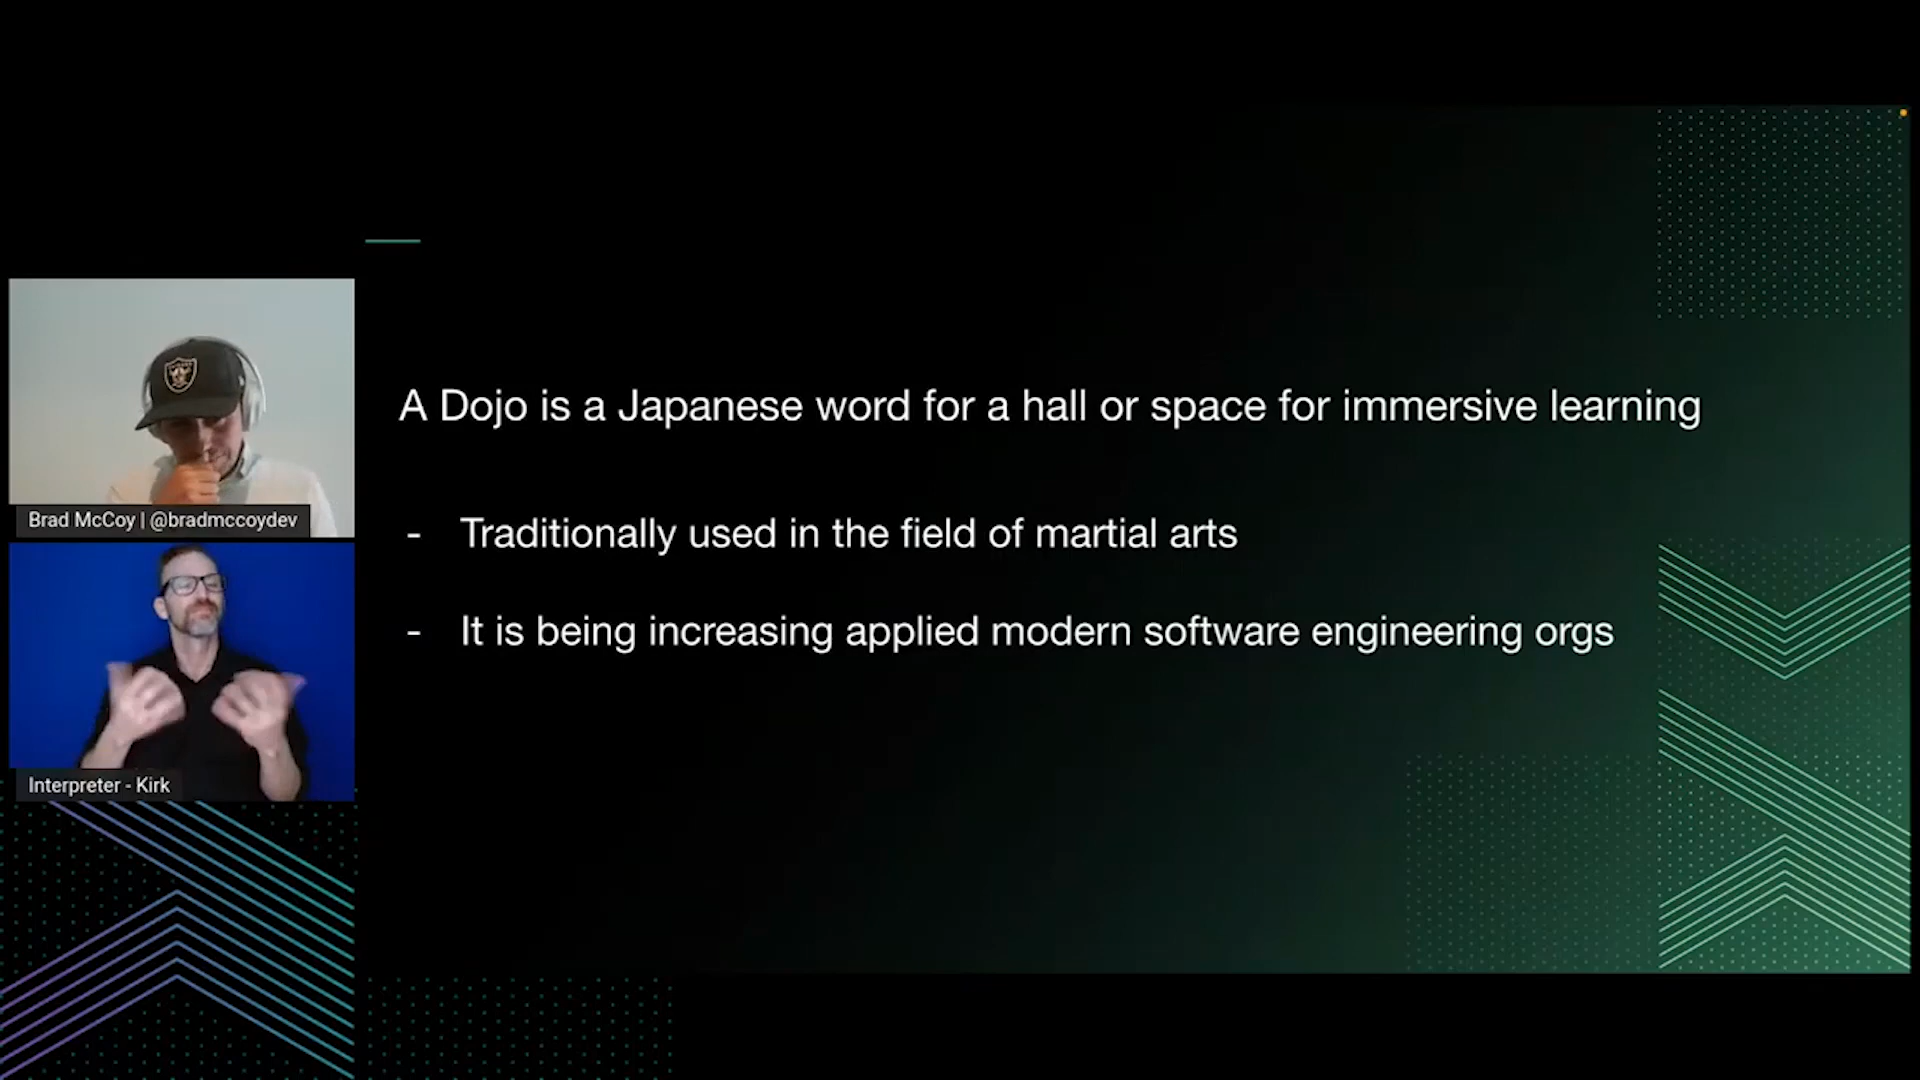 A Dojo is a Japanese word for a hall or space for immersive learning
- Traditionally used in the field of martial arts
- It is being increasing applied modern software engineering orgs
Brad McCoy | @bradmccoydev
Interpreter - Kirk